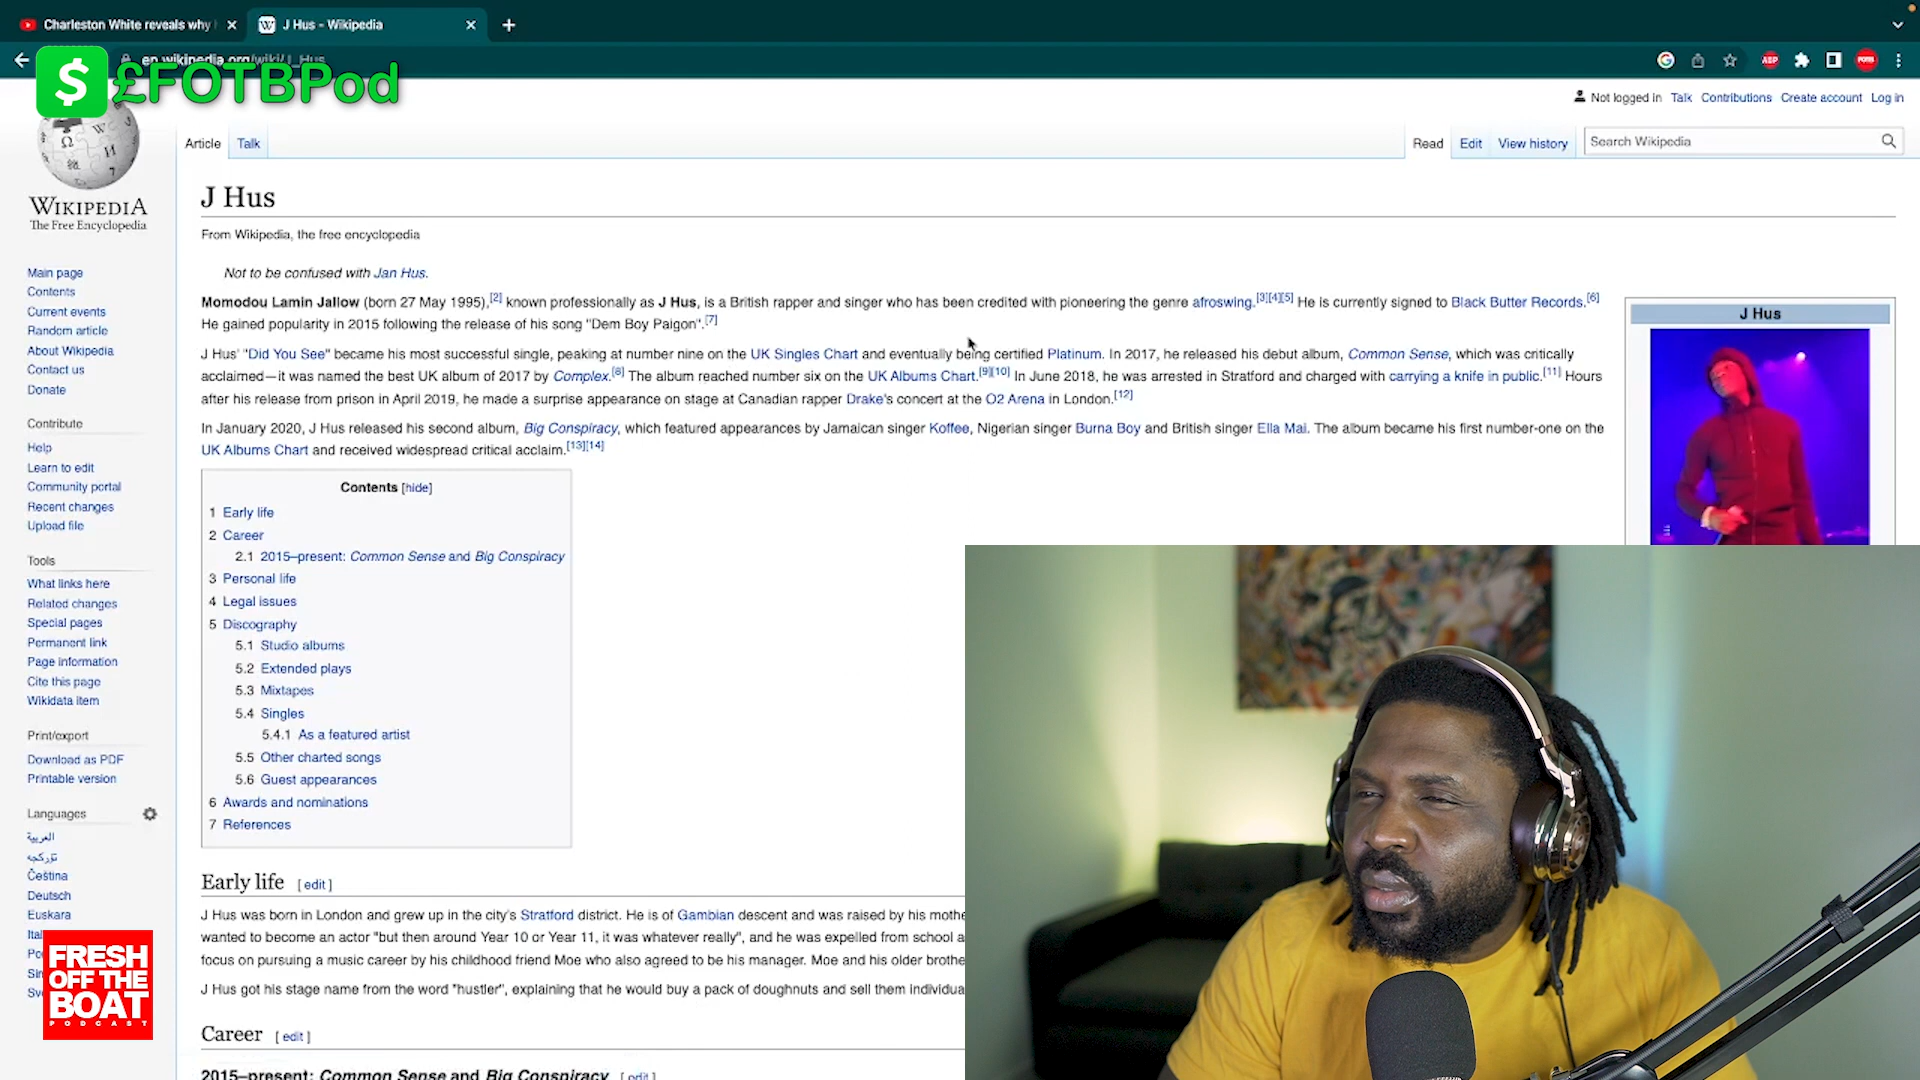 Charleston White reveals why
J Hus - Wikipedia
en.wikipedia.org/wiki/J_Hus
£FOTBPod
Not logged in Talk Contributions Create account Log in
Article Talk
Read Edit View history Search Wikipedia
WIKIPEDIA
The Free Encyclopedia
Main page
Contents
Current events
Random article
About Wikipedia
Contact us
Donate
Contribute
Help
Learn to edit
Community portal
Recent changes
Upload file
Tools
What links here
Related changes
Special pages
Permanent link
Page information
Cite this page
Wikidata item
Print/export
Download as PDF
Printable version
Languages
العربية
تۆرکجه
Čeština
Deutsch
Euskara
FRESH
OFF THE
BOAT
PODCAST
J Hus
From Wikipedia, the free encyclopedia
Not to be confused with Jan Hus.
Momodou Lamin Jallow (born 27 May 1995),[2] known professionally as J Hus, is a British rapper and singer who has been credited with pioneering the genre afroswing.[3][4][5] He is currently signed to Black Butter Records.[6]
He gained popularity in 2015 following the release of his song "Dem Boy Paigon".[7]
J Hus' "Did You See" became his most successful single, peaking at number nine on the UK Singles Chart and eventually being certified Platinum. In 2017, he released his debut album, Common Sense, which was critically
acclaimed—it was named the best UK album of 2017 by Complex.[8] The album reached number six on the UK Albums Chart.[9][10] In June 2018, he was arrested in Stratford and charged with carrying a knife in public.[11] Hours
after his release from prison in April 2019, he made a surprise appearance on stage at Canadian rapper Drake's concert at the O2 Arena in London.[12]
In January 2020, J Hus released his second album, Big Conspiracy, which featured appearances by Jamaican singer Koffee, Nigerian singer Burna Boy and British singer Ella Mai. The album became his first number-one on the
UK Albums Chart and received widespread critical acclaim.[13][14]
J Hus
Contents [hide]
1 Early life
2 Career
2.1 2015–present: Common Sense and Big Conspiracy
3 Personal life
4 Legal issues
5 Discography
5.1 Studio albums
5.2 Extended plays
5.3 Mixtapes
5.4 Singles
5.4.1 As a featured artist
5.5 Other charted songs
5.6 Guest appearances
6 Awards and nominations
7 References
Early life [ edit ]
J Hus was born in London and grew up in the city's Stratford district. He is of Gambian descent and was raised by his mothe
wanted to become an actor "but then around Year 10 or Year 11, it was whatever really", and he was expelled from school a
focus on pursuing a music career by his childhood friend Moe who also agreed to be his manager. Moe and his older brothe
J Hus got his stage name from the word "hustler", explaining that he would buy a pack of doughnuts and sell them individua
Career [ edit ]
2015–present: Common Sense and Big Conspiracy [ edit ]